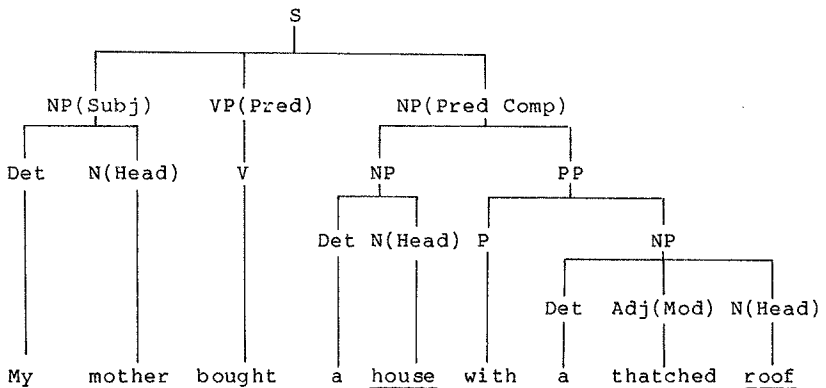 S
NP(Subj) VP(Pred) NP(Pred Comp)
Det N(Head) V NP PP
Det N(Head) P NP
Det Adj(Mod) N(Head)
My mother bought a house with a thatched roof